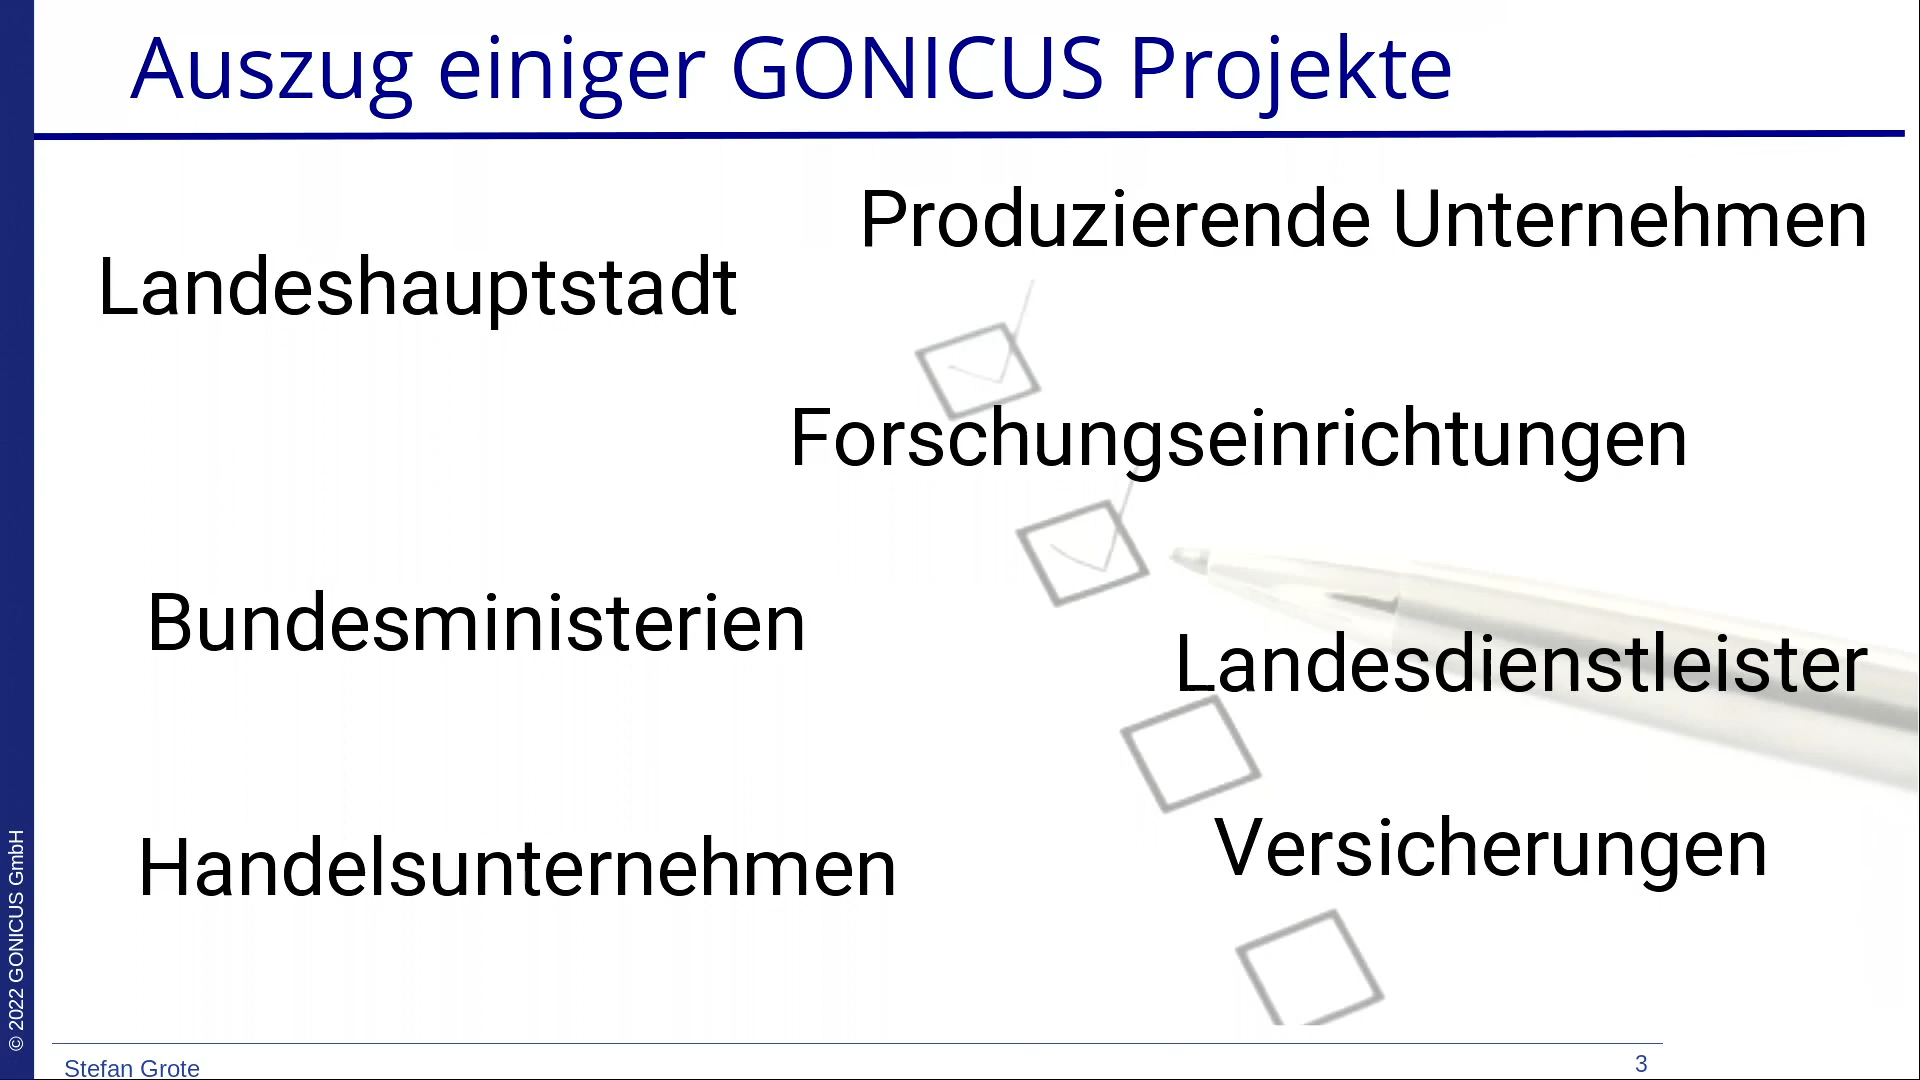 Auszug einiger GONICUS Projekte
Produzierende Unternehmen
Landeshauptstadt
Forschungseinrichtungen
Bundesministerien
Landesdienstleister
Versicherungen
Handelsunternehmen
© 2022 GONICUS GmbH
Stefan Grote
3